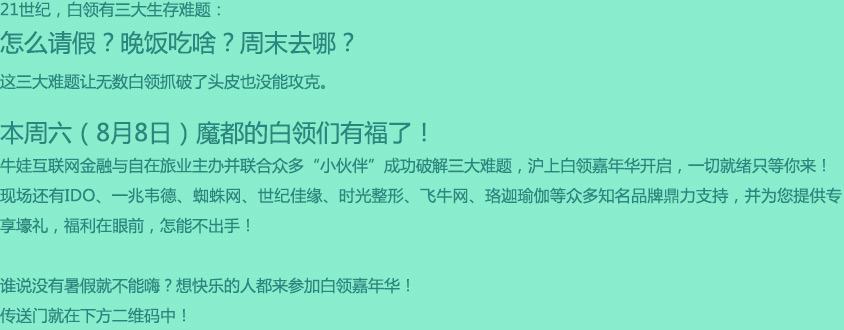 21世纪，白领有三大生存难题：
怎么请假？晚饭吃啥？周末去哪？
这三大难题让无数白领抓破了头皮也没能攻克。
本周六（8月8日）魔都的白领们有福了！
牛娃互联网金融与自在旅业主办并联合众多“小伙伴”成功破解三大难题，沪上白领嘉年华开启，一切就绪只等你来！
现场还有IDO、一兆韦德、蜘蛛网、世纪佳缘、时光整形、飞牛网、珞迦瑜伽等众多知名品牌鼎力支持，并为您提供专
享壕礼，福利在眼前，怎能不出手！
谁说没有暑假就不能嗨？想快乐的人都来参加白领嘉年华！
传送门就在下方二维码中！